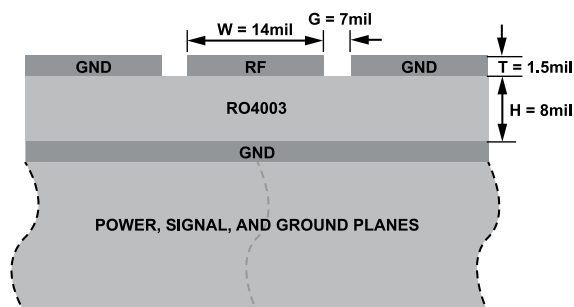 W = 14mil
G = 7mil
GND
RF
GND
T = 1.5mil
RO4003
H = 8mil
GND
POWER, SIGNAL, AND GROUND PLANES